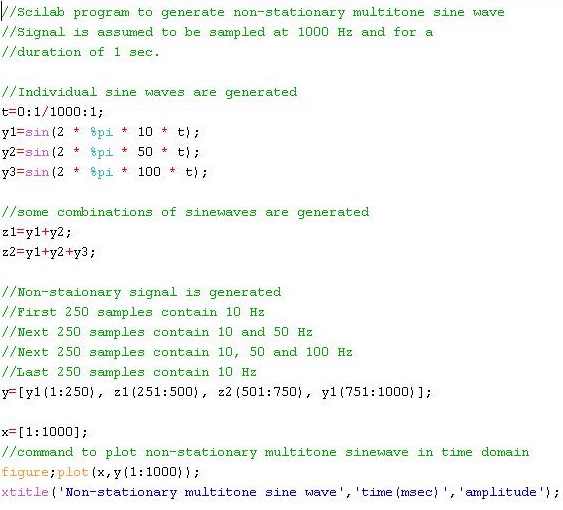 //Scilab program to generate non-stationary multitone sine wave
//Signal is assumed to be sampled at 1000 Hz and for a
//duration of 1 sec.
//Individual sine waves are generated
t=0:1/1000:1;
y1=sin(2 * %pi * 10 * t);
y2=sin(2 * %pi * 50 * t);
y3=sin(2 * %pi * 100 * t);
//some combinations of sinewaves are generated
z1=y1+y2;
z2=y1+y2+y3;
//Non-staionary signal is generated
//First 250 samples contain 10 Hz
//Next 250 samples contain 10 and 50 Hz
//Next 250 samples contain 10, 50 and 100 Hz
//Last 250 samples contain 10 Hz
y=[y1(1:250), z1(251:500), z2(501:750), y1(751:1000)];
x=[1:1000];
//command to plot non-stationary multitone sinewave in time domain
figure;plot(x,y(1:1000));
xtitle('Non-stationary multitone sine wave','time(msec)','amplitude');